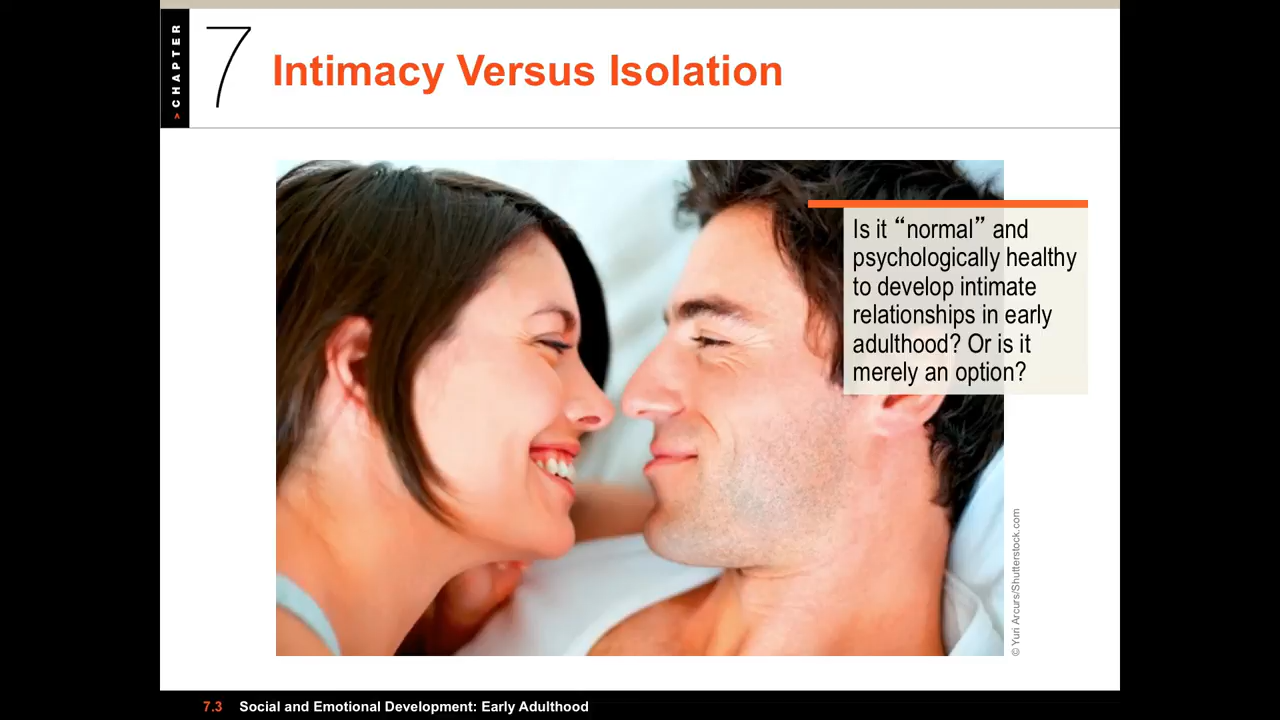 > CHAPTER
7
Intimacy Versus Isolation
Is it “normal” and
psychologically healthy
to develop intimate
relationships in early
adulthood? Or is it
merely an option?
© Yuri Arcurs/Shutterstock.com
7.3 Social and Emotional Development: Early Adulthood